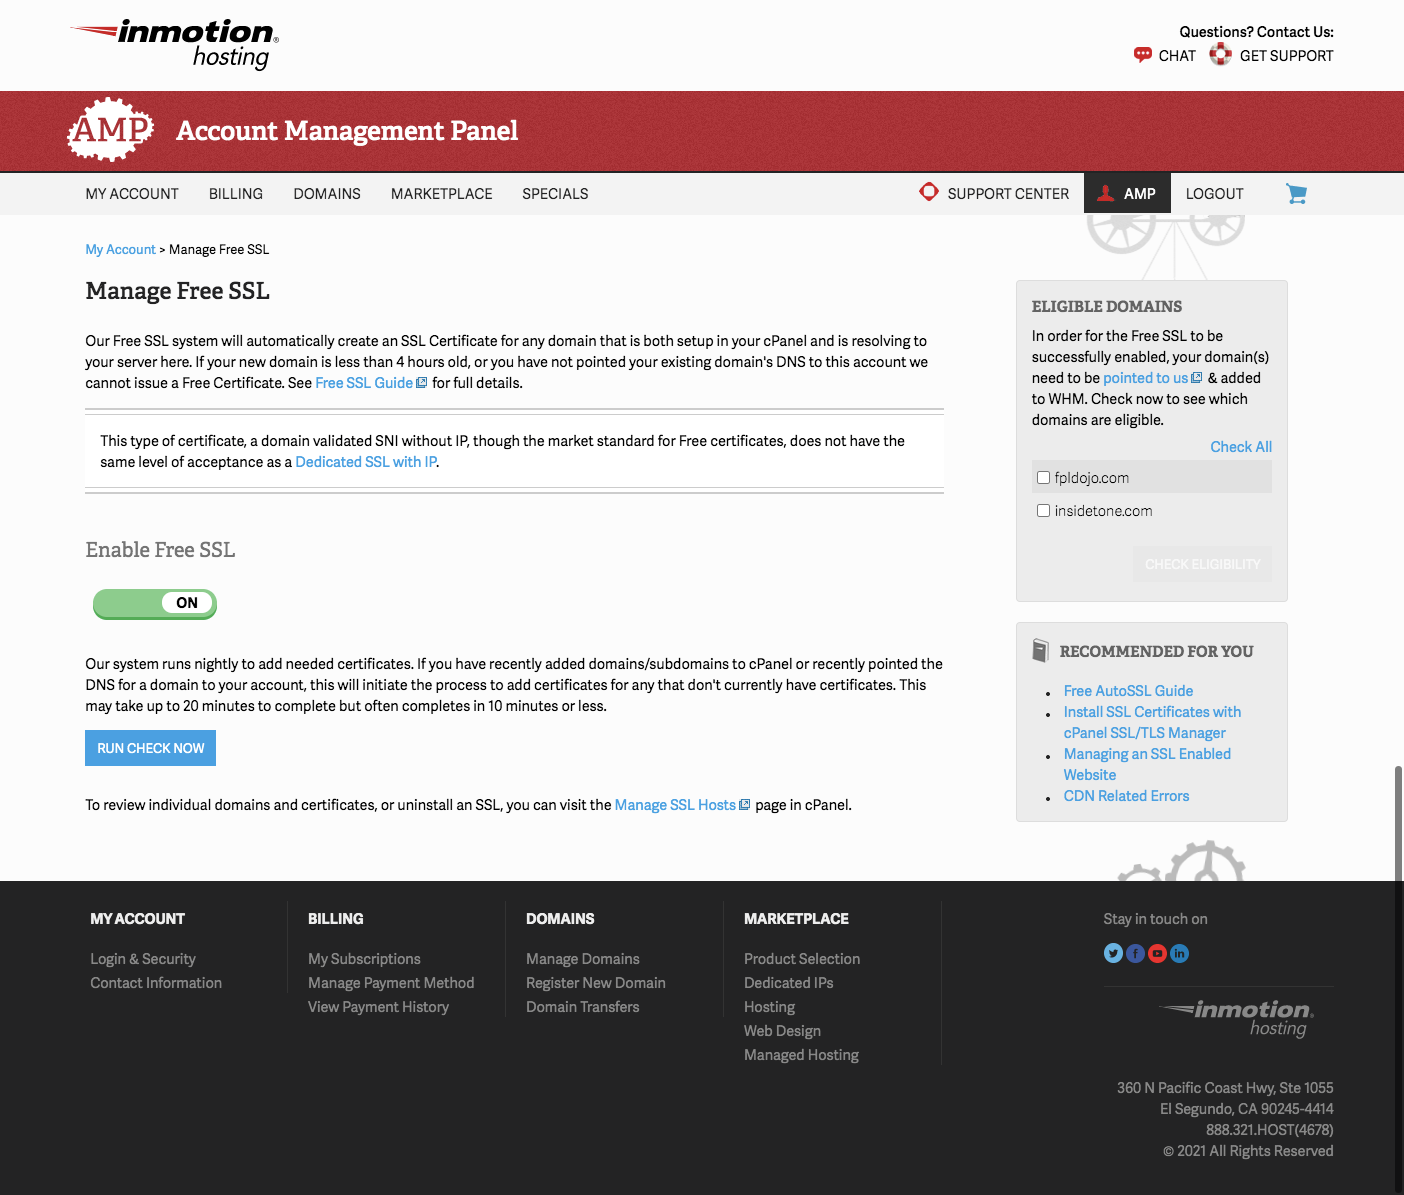 inmotion
hosting
Questions? Contact Us:
CHAT GET SUPPORT
AMP Account Management Panel
MY ACCOUNT BILLING DOMAINS MARKETPLACE SPECIALS SUPPORT CENTER AMP LOGOUT
My Account > Manage Free SSL
Manage Free SSL
Our Free SSL system will automatically create an SSL Certificate for any domain that is both setup in your cPanel and is resolving to
your server here. If your new domain is less than 4 hours old, or you have not pointed your existing domain's DNS to this account we
cannot issue a Free Certificate. See Free SSL Guide for full details.
This type of certificate, a domain validated SNI without IP, though the market standard for Free certificates, does not have the
same level of acceptance as a Dedicated SSL with IP.
Enable Free SSL
ON
Our system runs nightly to add needed certificates. If you have recently added domains/subdomains to cPanel or recently pointed the
DNS for a domain to your account, this will initiate the process to add certificates for any that don't currently have certificates. This
may take up to 20 minutes to complete but often completes in 10 minutes or less.
RUN CHECK NOW
To review individual domains and certificates, or uninstall an SSL, you can visit the Manage SSL Hosts page in cPanel.
ELIGIBLE DOMAINS
In order for the Free SSL to be
successfully enabled, your domain(s)
need to be pointed to us & added
to WHM. Check now to see which
domains are eligible.
Check All
fpldojo.com
insidetone.com
CHECK ELIGIBILITY
RECOMMENDED FOR YOU
Free AutoSSL Guide
Install SSL Certificates with
cPanel SSL/TLS Manager
Managing an SSL Enabled
Website
CDN Related Errors
MY ACCOUNT
Login & Security
Contact Information
BILLING
My Subscriptions
Manage Payment Method
View Payment History
DOMAINS
Manage Domains
Register New Domain
Domain Transfers
MARKETPLACE
Product Selection
Dedicated IPs
Hosting
Web Design
Managed Hosting
Stay in touch on
inmotion
hosting
360 N Pacific Coast Hwy, Ste 1055
El Segundo, CA 90245-4414
888.321.HOST(4678)
© 2021 All Rights Reserved